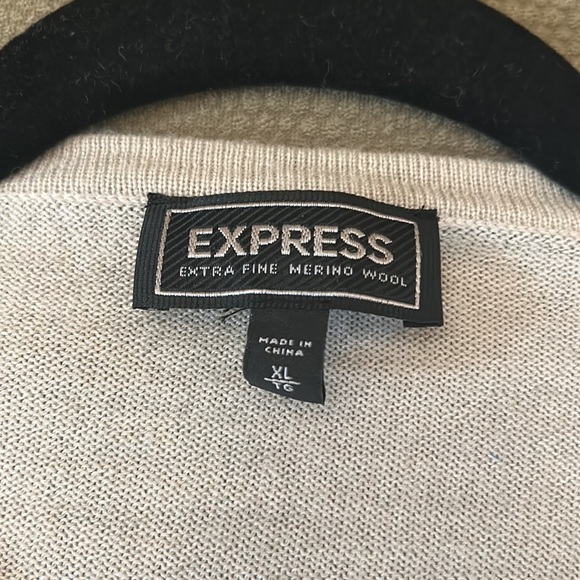 EXPRESS
EXTRA FINE MERINO WOOL
MADE IN
CHINA
XL
TG